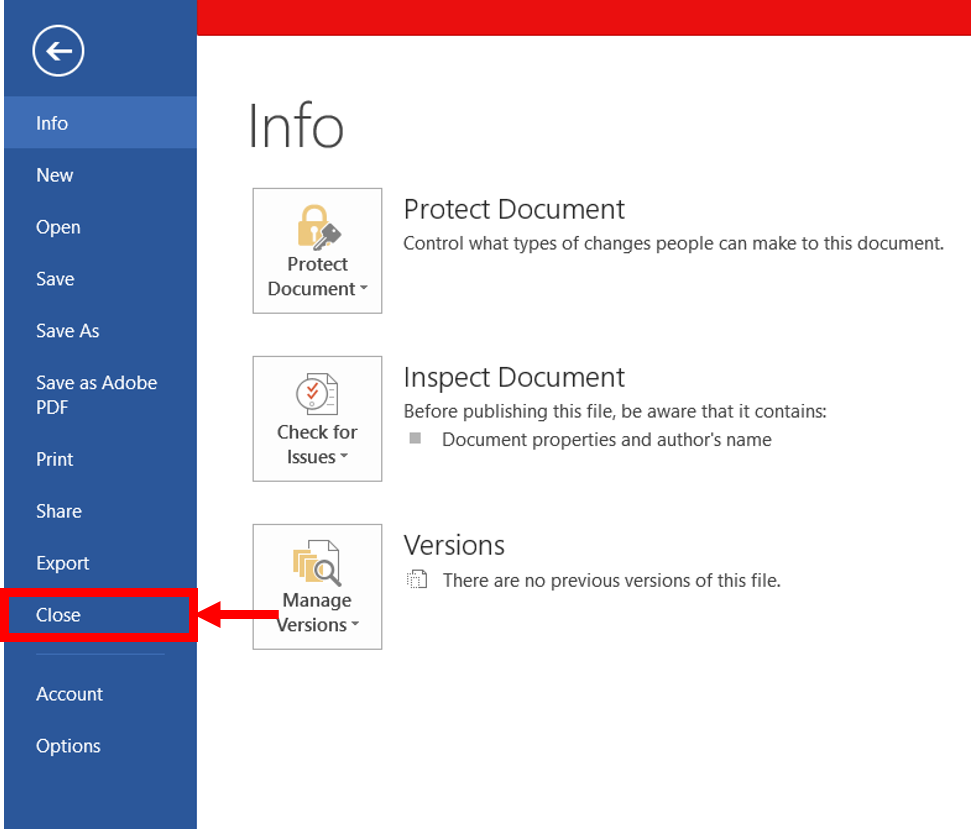 Info
New
Open
Save
Save As
Save as Adobe
PDF
Print
Share
Export
Close
Account
Options
Info
Protect
Document
Protect Document
Control what types of changes people can make to this document.
Check for
Issues
Inspect Document
Before publishing this file, be aware that it contains:
Document properties and author's name
Manage
Versions
Versions
There are no previous versions of this file.